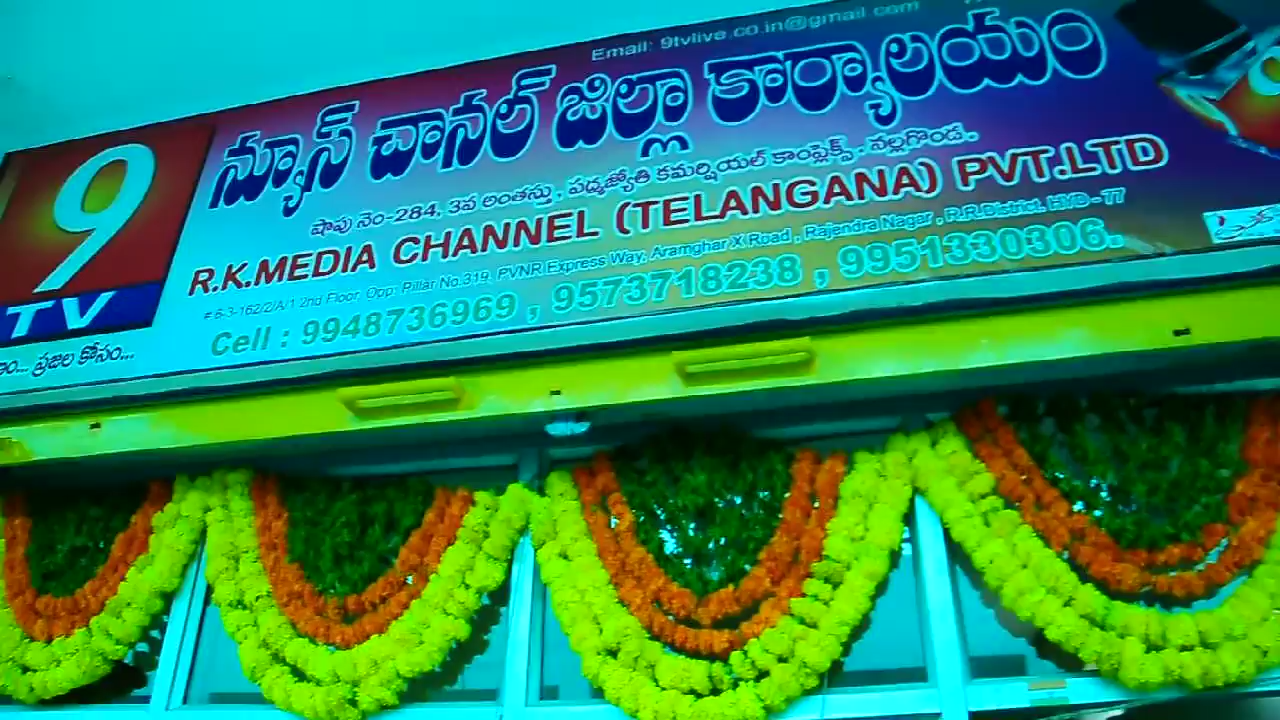 Email: 9tvlive.co.in@gmail.com
9
TV
న్యూస్ చానల్ జిల్లా కార్యాలయం
షాపు నెం-284, 3వ అంతస్తు, పద్మజ్యోతి కమర్షియల్ కాంప్లెక్స్, నల్లగొండ.
R.K.MEDIA CHANNEL (TELANGANA) PVT.LTD
# 6-3-162/2/A/1 2nd Floor, Opp: Pillar No.319, PVNR Express Way, Aramghar X Road, Rajendra Nagar, R.R.District, HYD-77
Cell : 9948736969, 9573718238, 9951330306.
ప్రజల కోసం...